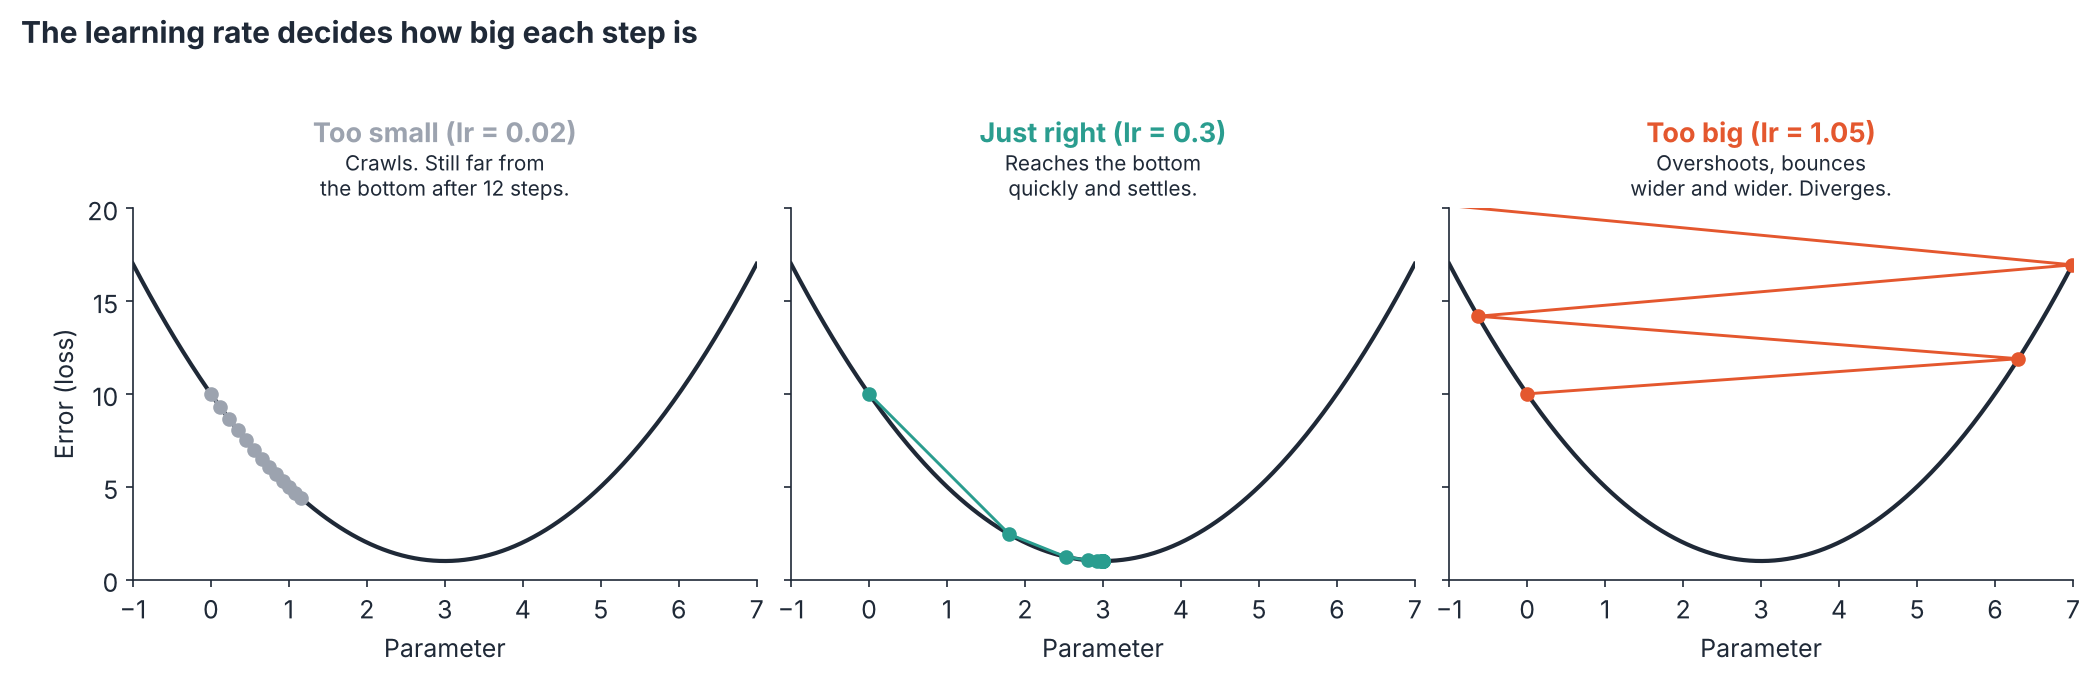 The learning rate decides how big each step is
Too small (lr = 0.02)
Crawls. Still far from
the bottom after 12 steps.
Error (loss)
20
15
10
5
0
−1 0 1 2 3 4 5 6 7
Parameter
Just right (lr = 0.3)
Reaches the bottom
quickly and settles.
−1 0 1 2 3 4 5 6 7
Parameter
Too big (lr = 1.05)
Overshoots, bounces
wider and wider. Diverges.
−1 0 1 2 3 4 5 6 7
Parameter